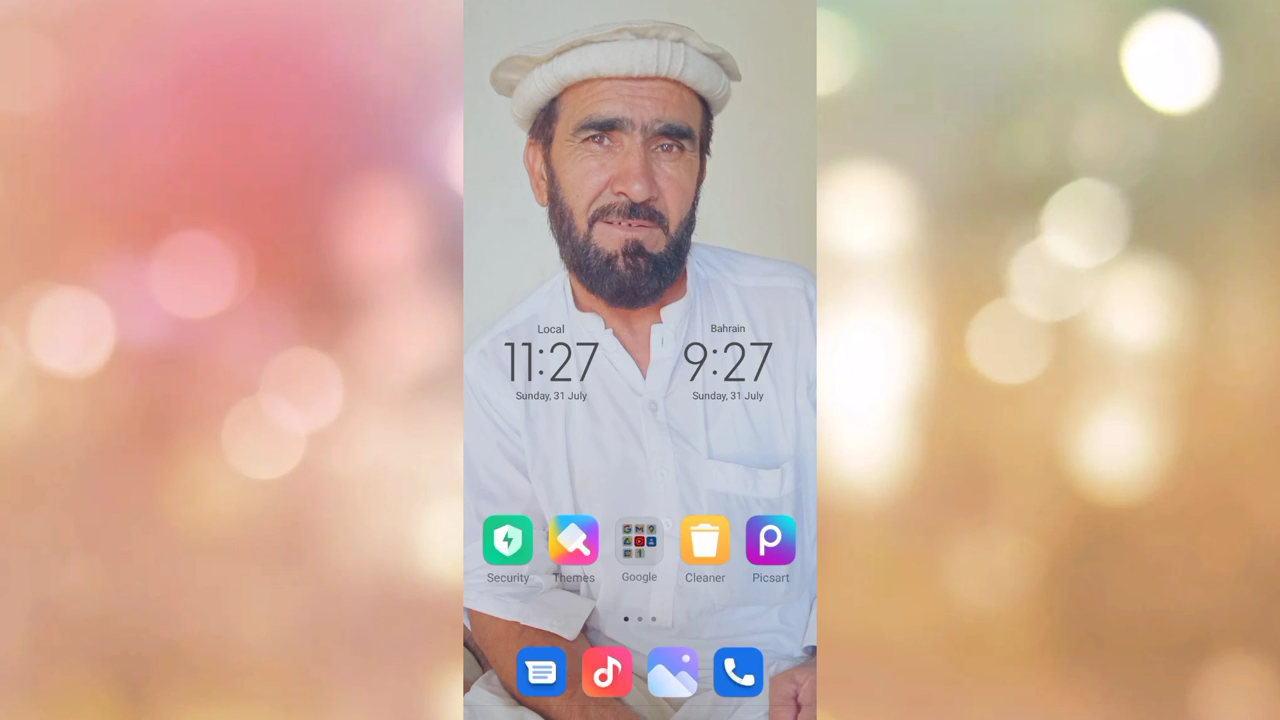 Local
Bahrain
11:27
9:27
Sunday, 31 July
Sunday, 31 July
Security
Themes
Google
Cleaner
Picsart